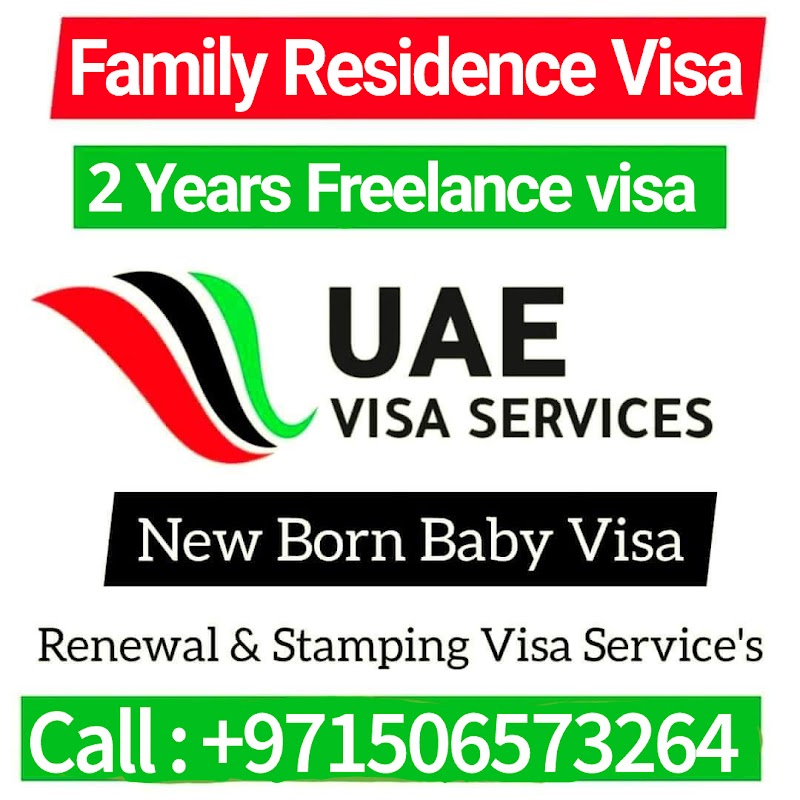 Family Residence Visa
2 Years Freelance visa
UAE
VISA SERVICES
New Born Baby Visa
Renewal & Stamping Visa Service's
Call : +971506573264